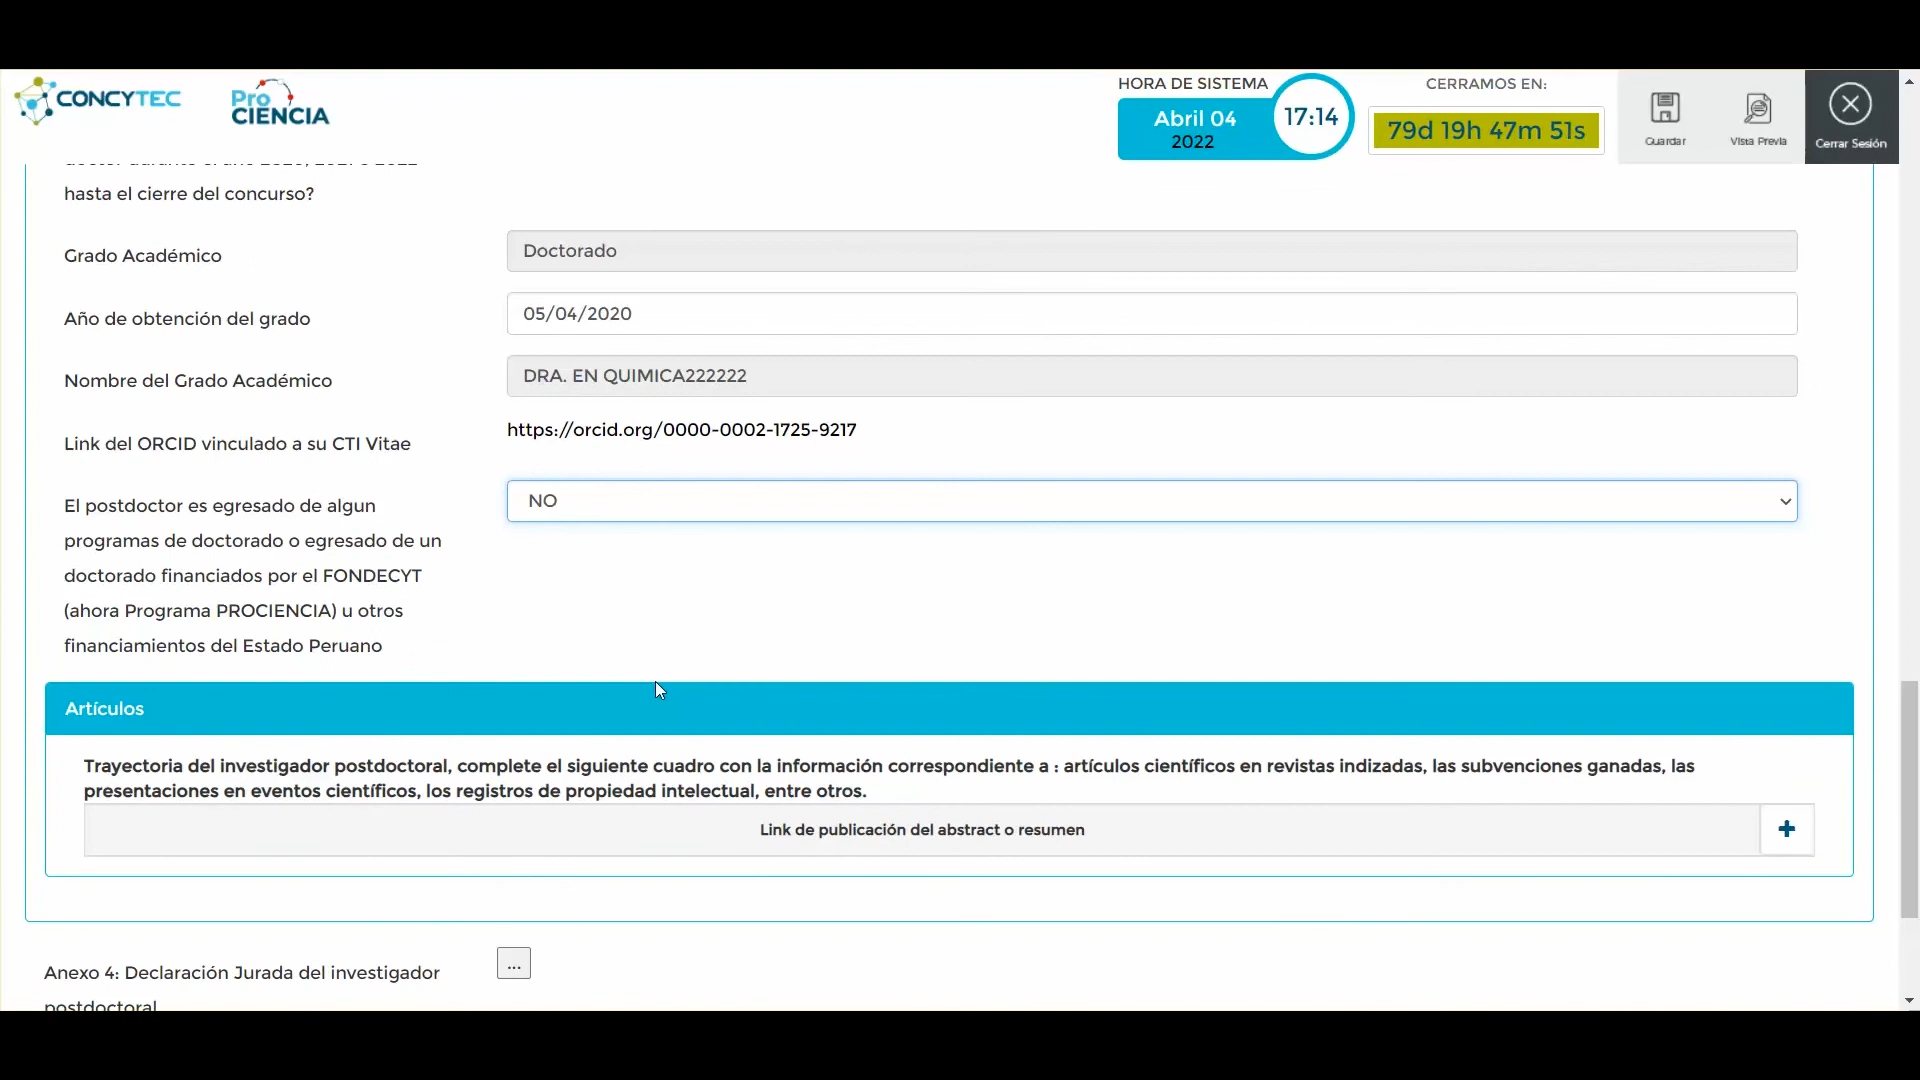 CONCYTEC
Pro
CIENCIA
HORA DE SISTEMA
Abril 04
2022
17:14
CERRAMOS EN:
79d 19h 47m 51s
Guardar
Vista Previa
Cerrar Sesión
hasta el cierre del concurso?
Grado Académico
Doctorado
Año de obtención del grado
05/04/2020
Nombre del Grado Académico
DRA. EN QUIMICA222222
Link del ORCID vinculado a su CTI Vitae
https://orcid.org/0000-0002-1725-9217
El postdoctor es egresado de algun
programas de doctorado o egresado de un
doctorado financiados por el FONDECYT
(ahora Programa PROCIENCIA) u otros
financiamientos del Estado Peruano
NO
Artículos
Trayectoria del investigador postdoctoral, complete el siguiente cuadro con la información correspondiente a : artículos científicos en revistas indizadas, las subvenciones ganadas, las
presentaciones en eventos científicos, los registros de propiedad intelectual, entre otros.
Link de publicación del abstract o resumen
+
Anexo 4: Declaración Jurada del investigador
postdoctoral
...